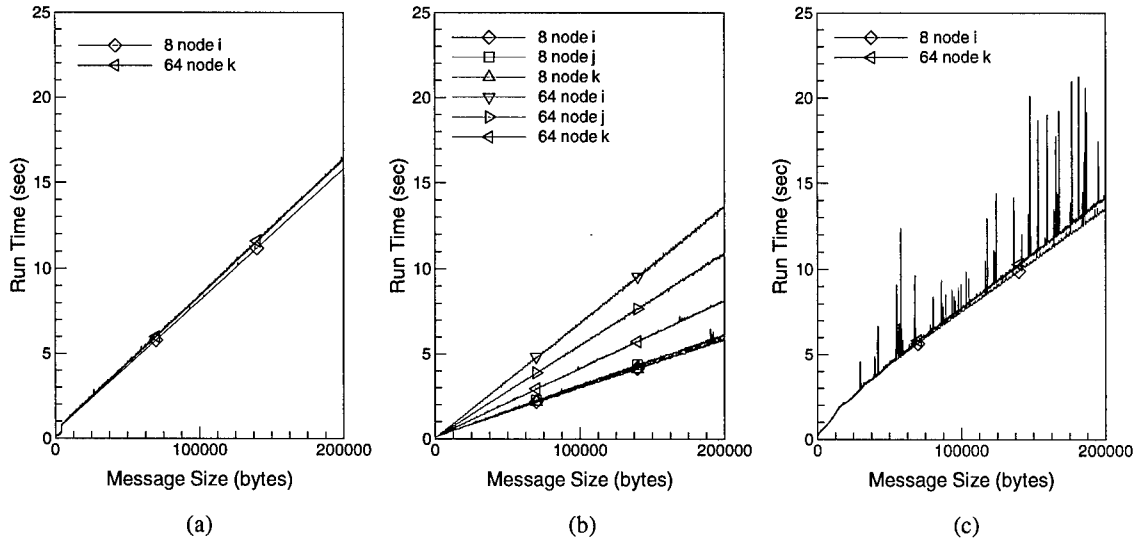 25
20
15
10
5
0
Run Time (sec)
8 node i
64 node k
0
100000
200000
Message Size (bytes)
(a)
25
20
15
10
5
0
Run Time (sec)
8 node i
8 node j
8 node k
64 node i
64 node j
64 node k
0
100000
200000
Message Size (bytes)
(b)
25
20
15
10
5
0
Run Time (sec)
8 node i
64 node k
0
100000
200000
Message Size (bytes)
(c)